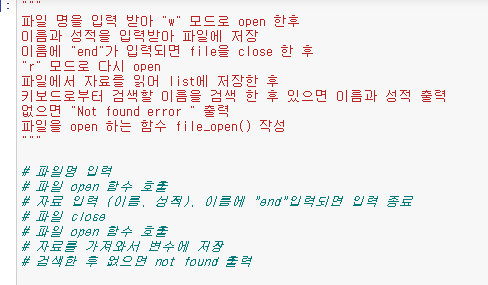 """
파일 명을 입력 받아 "w" 모드로 open 한후
이름과 성적을 입력받아 파일에 저장
이름에 "end"가 입력되면 file을 close 한 후
"r" 모드로 다시 open
파일에서 자료를 읽어 list에 저장한 후
키보드로부터 검색할 이름을 검색 한 후 있으면 이름과 성적 출력
없으면 "Not found error " 출력
파일을 open 하는 함수 file_open() 작성
"""
# 파일명 입력
# 파일 open 함수 호출
# 자료 입력 (이름, 성적), 이름에 "end"입력되면 입력 종료
# 파일 close
# 파일 open 함수 호출
# 자료를 가져와서 변수에 저장
# 검색한 후 없으면 not found 출력